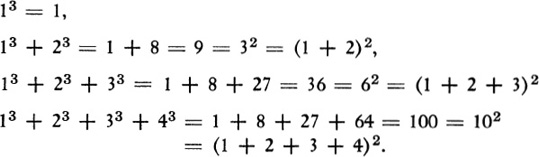 1³ = 1,
1³ + 2³ = 1 + 8 = 9 = 3² = (1 + 2)²,
1³ + 2³ + 3³ = 1 + 8 + 27 = 36 = 6² = (1 + 2 + 3)²
1³ + 2³ + 3³ + 4³ = 1 + 8 + 27 + 64 = 100 = 10²
= (1 + 2 + 3 + 4)².